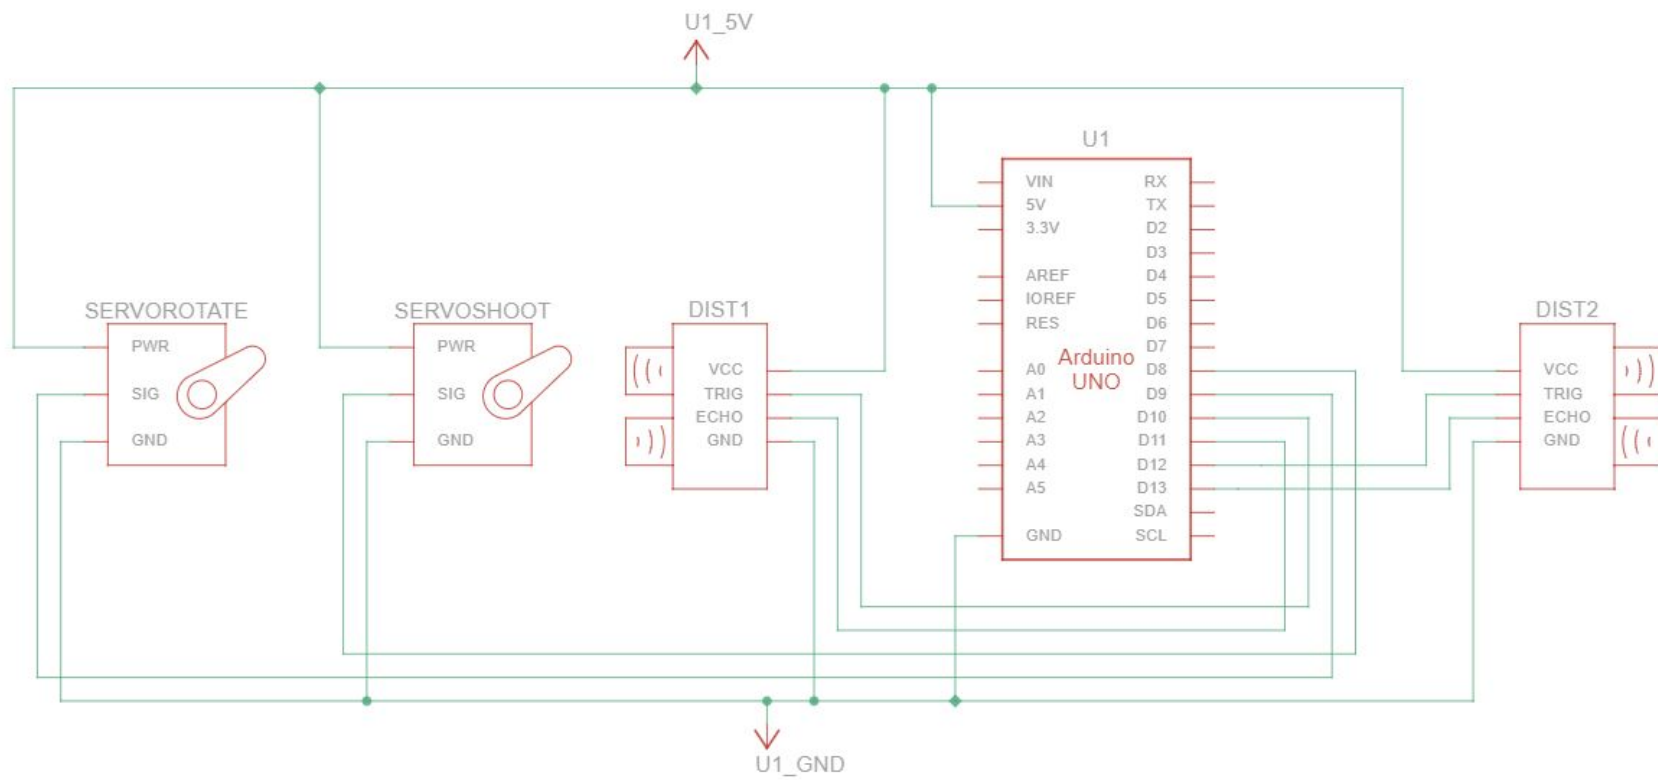 U1_5V
U1
VIN
5V
3.3V
AREF
IOREF
RES
A0
A1
A2
A3
A4
A5
GND
Arduino
UNO
RX
TX
D2
D3
D4
D5
D6
D7
D8
D9
D10
D11
D12
D13
SDA
SCL
SERVOROTATE
PWR
SIG
GND
SERVOSHOOT
PWR
SIG
GND
DIST1
VCC
TRIG
ECHO
GND
DIST2
VCC
TRIG
ECHO
GND
U1_GND